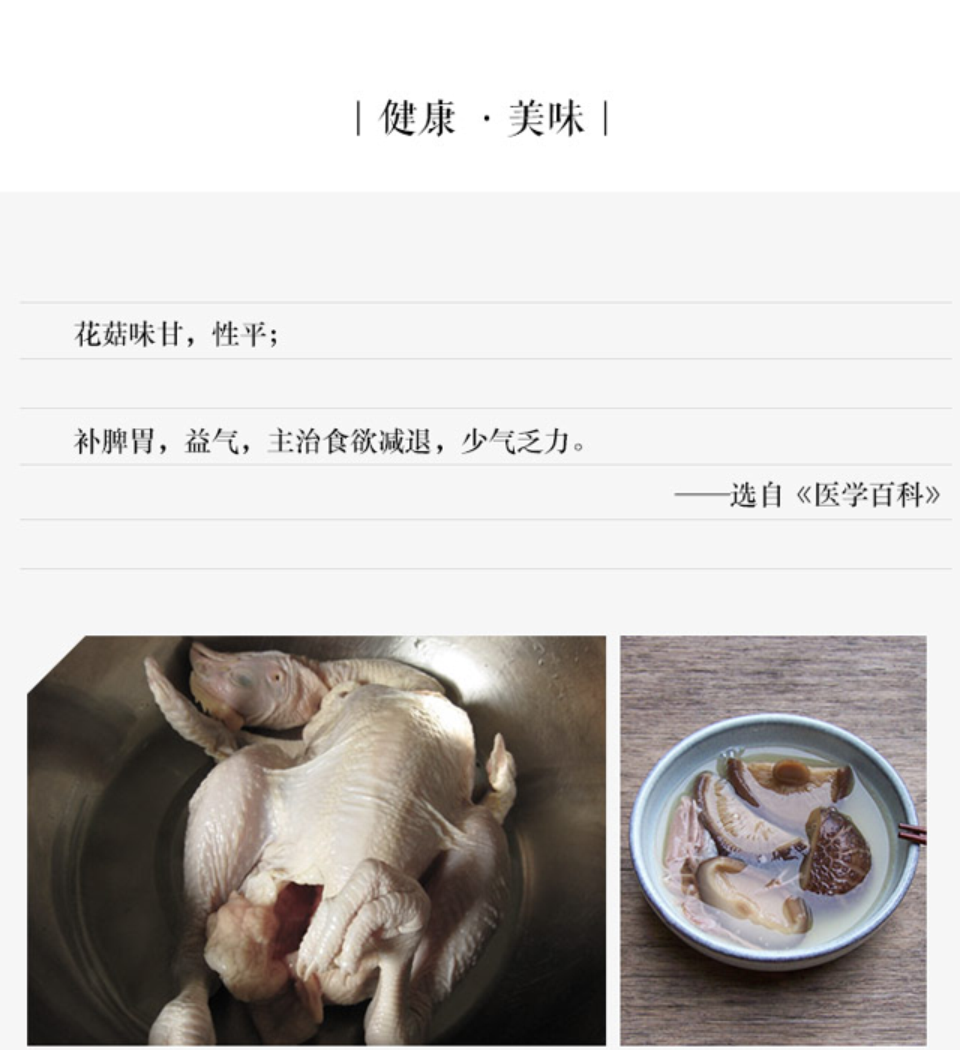 | 健康 · 美味 |
花菇味甘，性平；
补脾胃，益气，主治食欲减退，少气乏力。
——选自《医学百科》